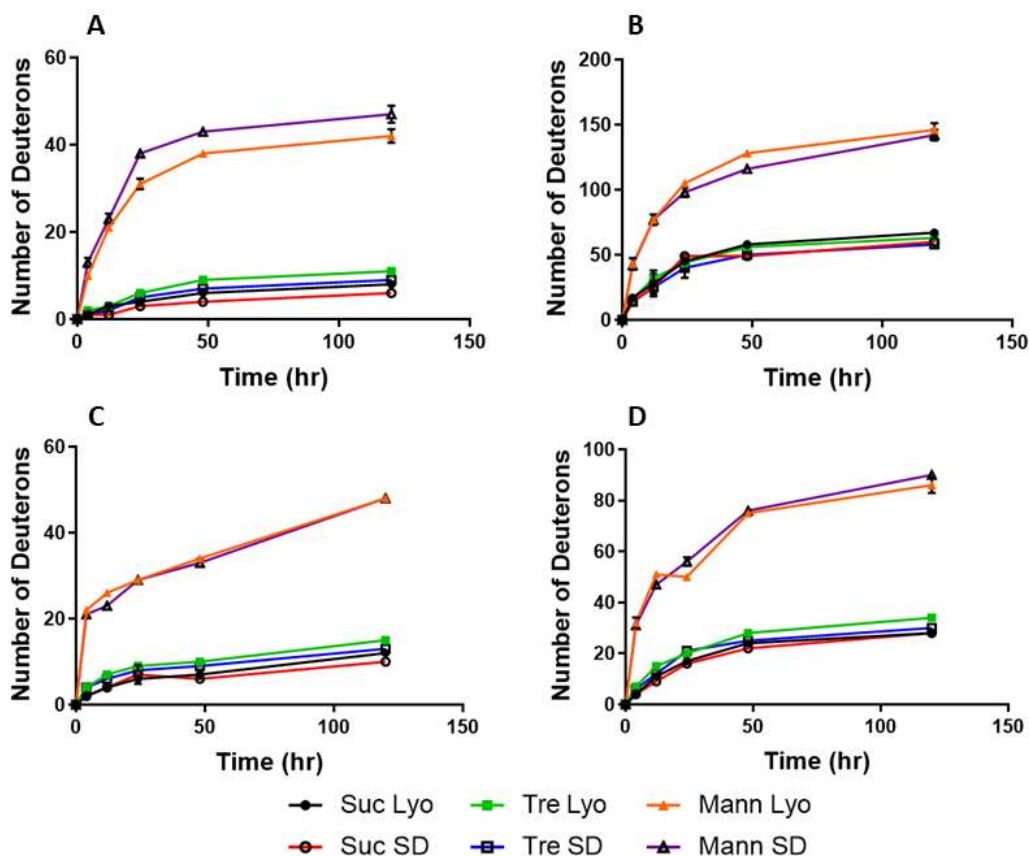 A
Number of Deuterons
60
40
20
0
0 50 100 150
Time (hr)
B
Number of Deuterons
200
150
100
50
0
0 50 100 150
Time (hr)
C
Number of Deuterons
60
40
20
0
0 50 100 150
Time (hr)
D
Number of Deuterons
100
80
60
40
20
0
0 50 100 150
Time (hr)
Suc Lyo Tre Lyo Mann Lyo
Suc SD Tre SD Mann SD